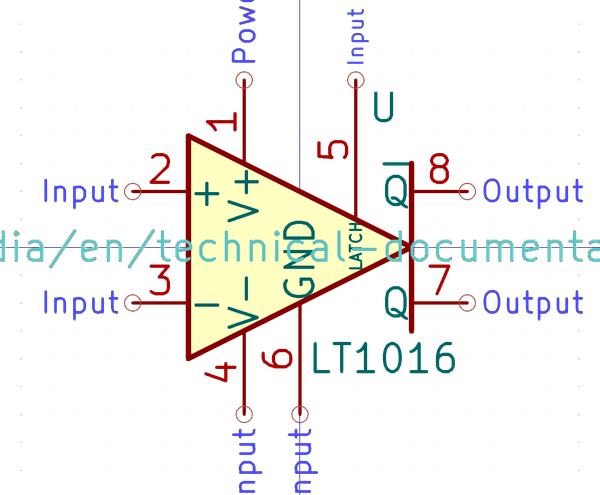 Powe
Input
1
5
U
2
8
Input
+
V+
Q
Output
dia/en/technical-documenta
GND
LATCH
3
7
Input
-
V-
Q
Output
4
6
LT1016
nput
nput